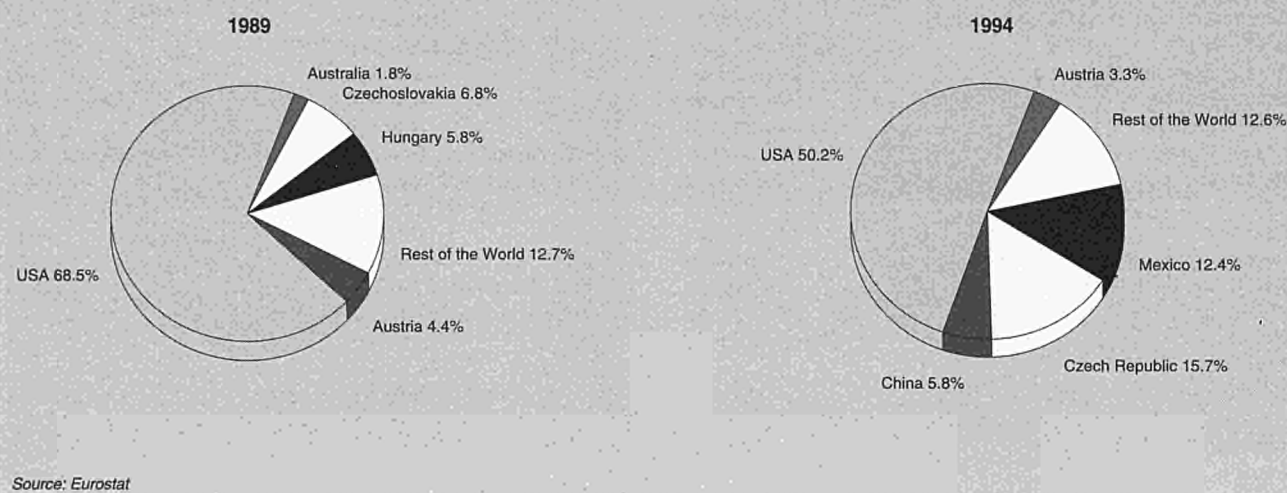 1989
Australia 1.8%
Czechoslovakia 6.8%
Hungary 5.8%
Rest of the World 12.7%
Austria 4.4%
USA 68.5%
1994
Austria 3.3%
Rest of the World 12.6%
USA 50.2%
Mexico 12.4%
Czech Republic 15.7%
China 5.8%
Source: Eurostat